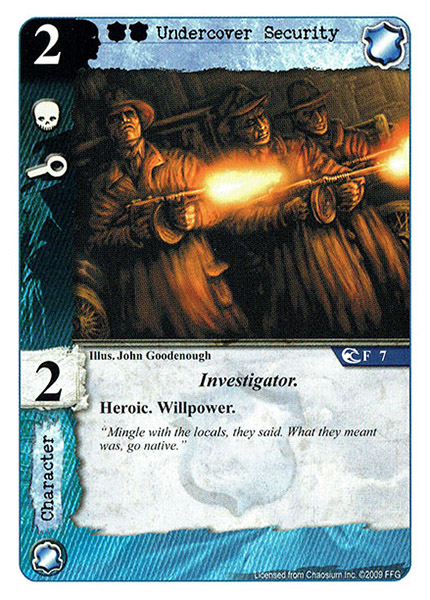 2
Undercover Security
Illus. John Goodenough
F 7
2
Investigator.
Heroic. Willpower.
“Mingle with the locals, they said. What they meant
was, go native.”
Character
Licensed from Chaosium Inc. ©2009 FFG